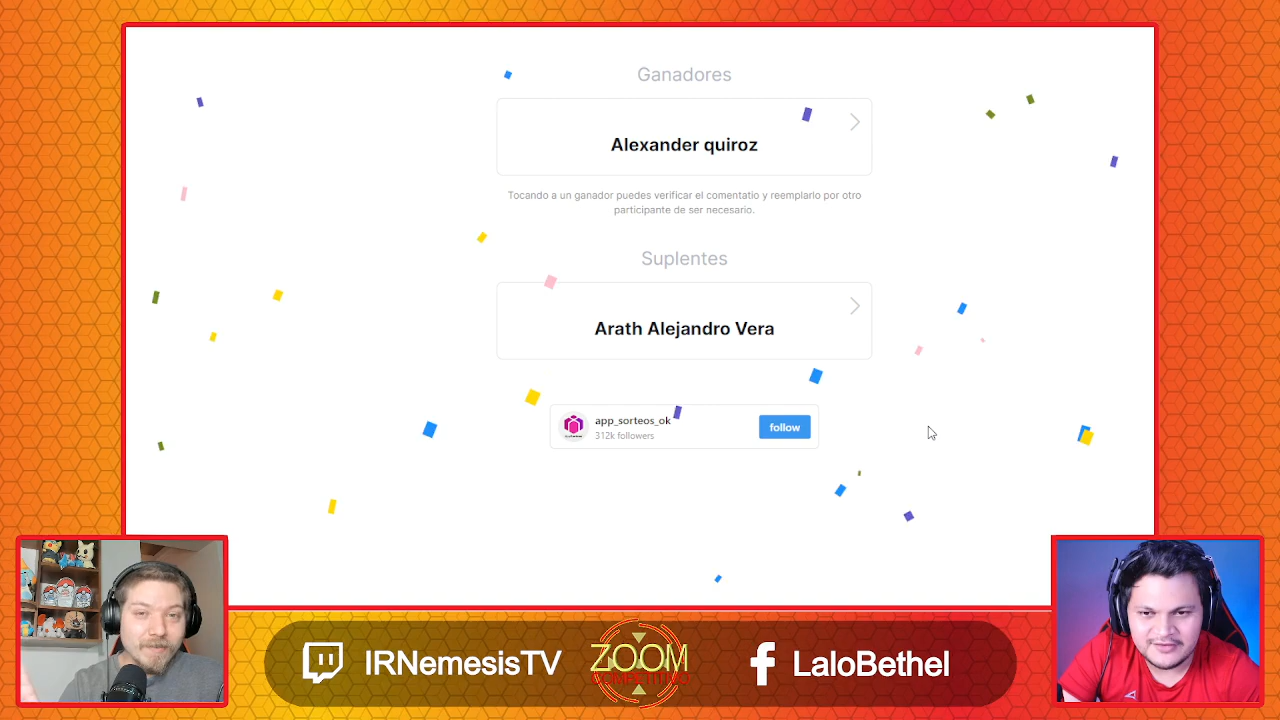 Ganadores
Alexander quiroz
Tocando a un ganador puedes verificar el comentatio y reemplarlo por otro
participante de ser necesario.
Suplentes
Arath Alejandro Vera
app_sorteos_ok
312k followers
follow
IRNemesisTV
ZOOM
COMPETITIVO
LaloBethel